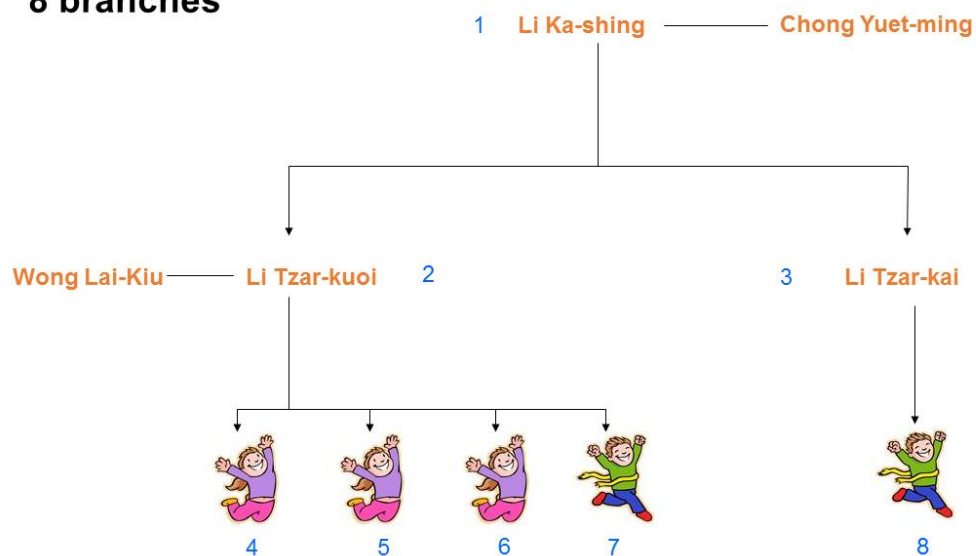 8 branches
1 Li Ka-shing Chong Yuet-ming
Wong Lai-Kiu Li Tzar-kuoi 2 3 Li Tzar-kai
4 5 6 7 8